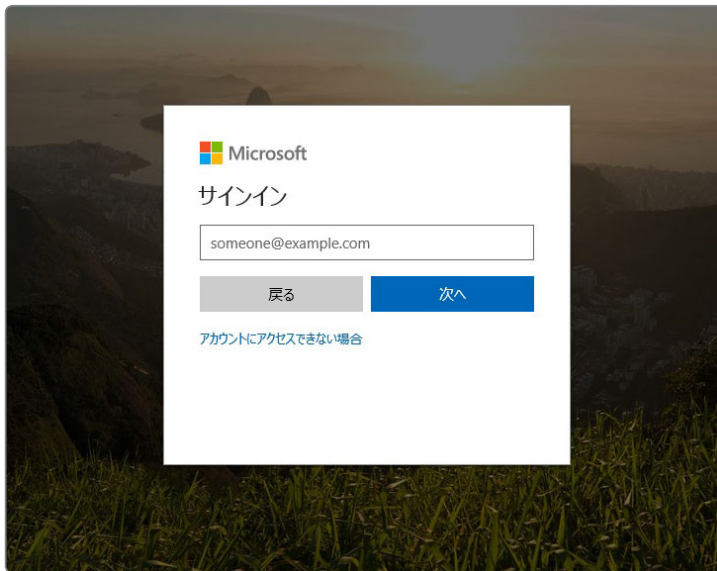 Microsoft
サインイン
someone@example.com
戻る
次へ
アカウントにアクセスできない場合